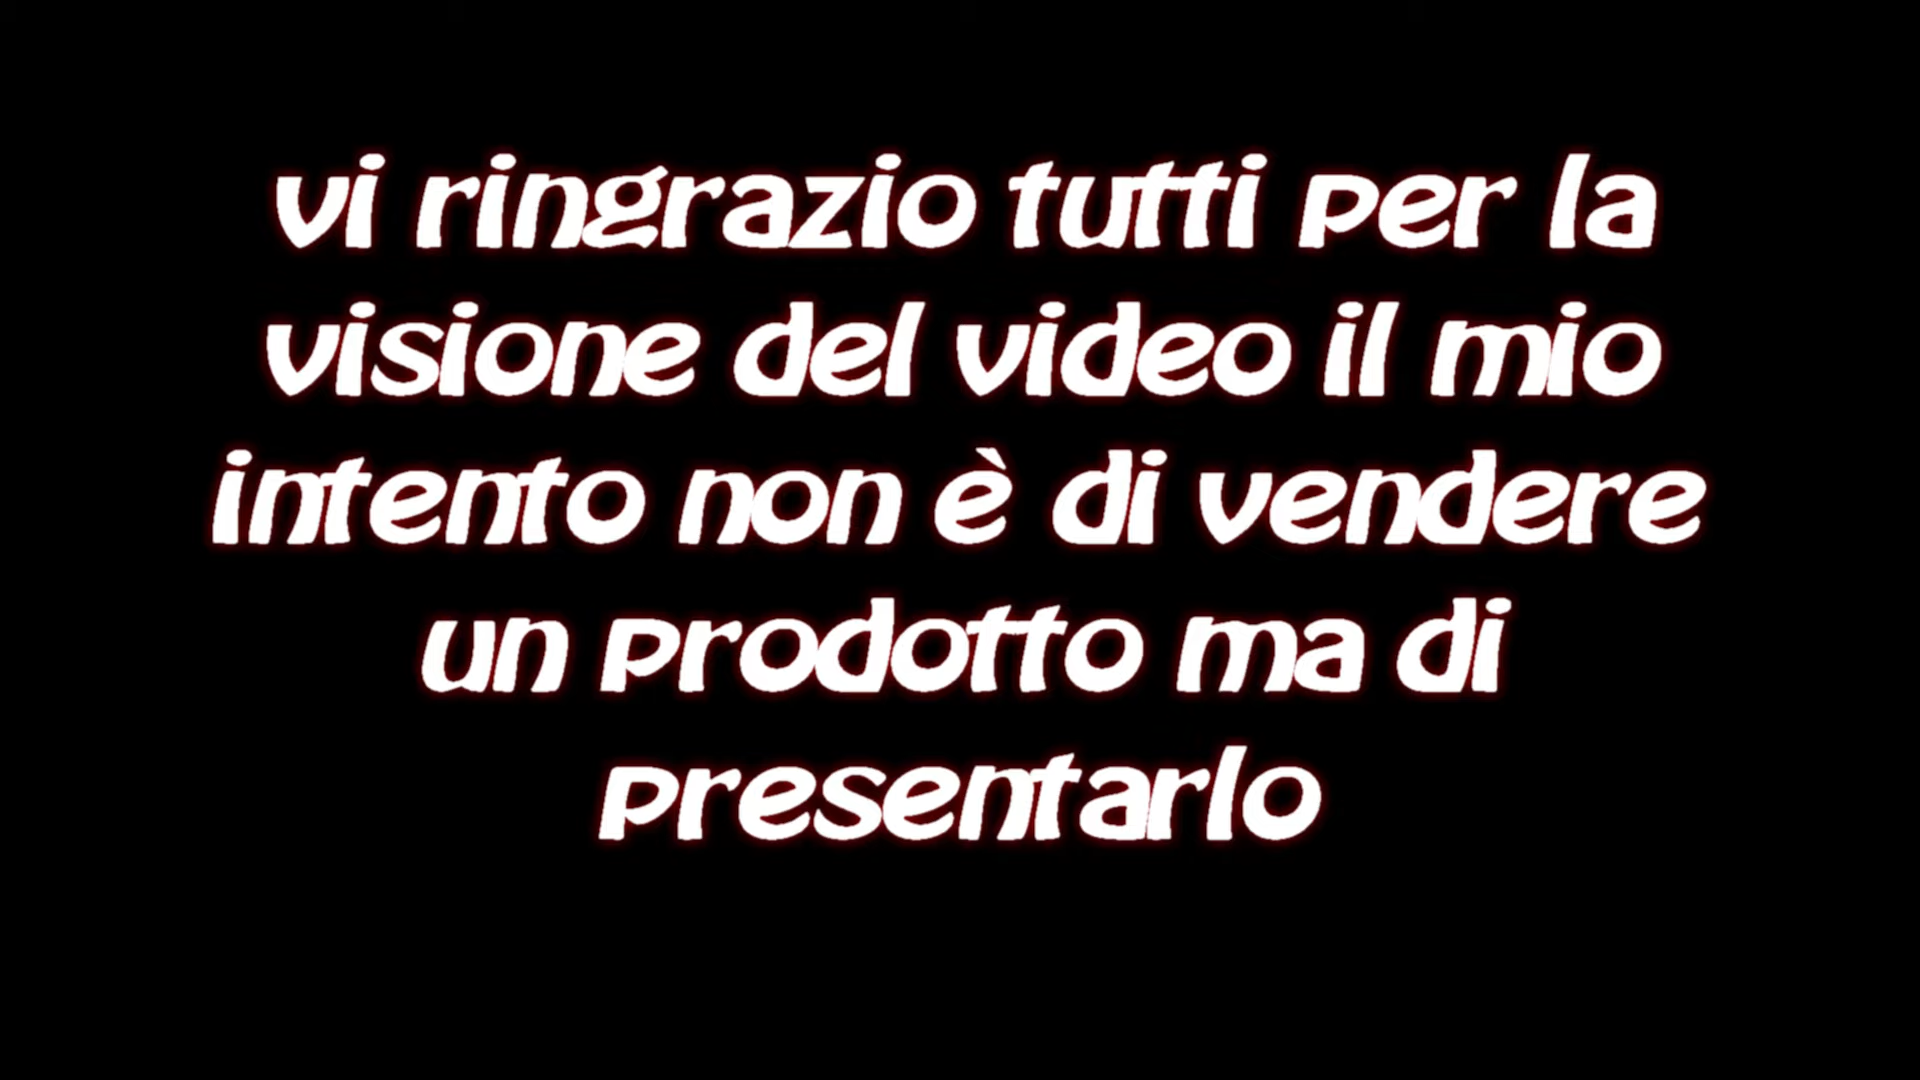 vi ringrazio tutti per la
visione del video il mio
intento non è di vendere
un prodotto ma di
presentarlo